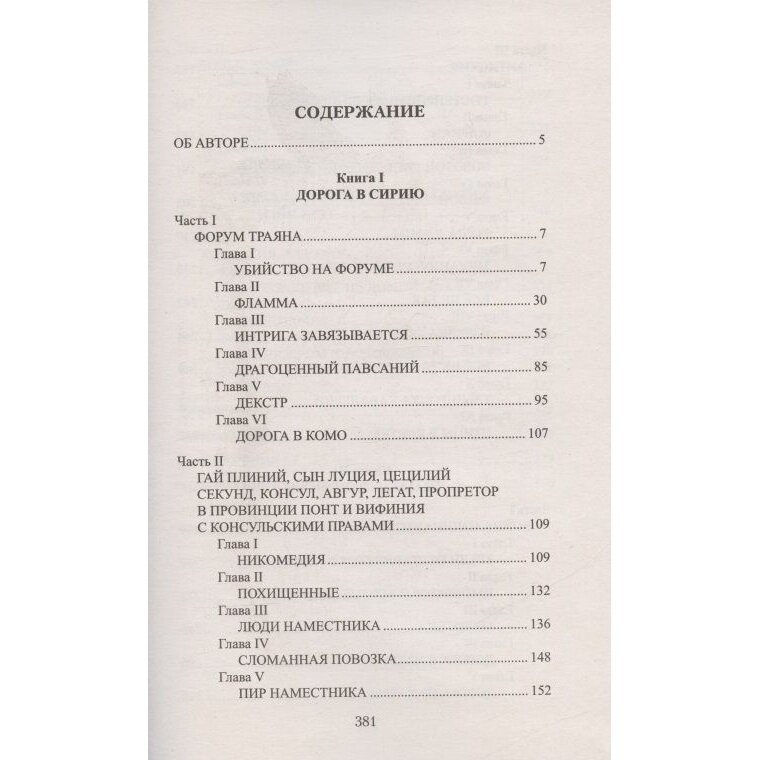 СОДЕРЖАНИЕ
ОБ АВТОРЕ 5
Книга I
ДОРОГА В СИРИЮ
Часть I
ФОРУМ ТРАЯНА 7
Глава I
УБИЙСТВО НА ФОРУМЕ 7
Глава II
ФЛАММА 30
Глава III
ИНТРИГА ЗАВЯЗЫВАЕТСЯ 55
Глава IV
ДРАГОЦЕННЫЙ ПАВСАНИЙ 85
Глава V
ДЕКСТР 95
Глава VI
ДОРОГА В КОМО 107
Часть II
ГАЙ ПЛИНИЙ, СЫН ЛУЦИЯ, ЦЕЦИЛИЙ
СЕКУНД, КОНСУЛ, АВГУР, ЛЕГАТ, ПРОПРЕТОР
В ПРОВИНЦИИ ПОНТ И ВИФИНИЯ
С КОНСУЛЬСКИМИ ПРАВАМИ 109
Глава I
НИКОМЕДИЯ 109
Глава II
ПОХИЩЕННЫЕ 132
Глава III
ЛЮДИ НАМЕСТНИКА 136
Глава IV
СЛОМАННАЯ ПОВОЗКА 148
Глава V
ПИР НАМЕСТНИКА 152
381